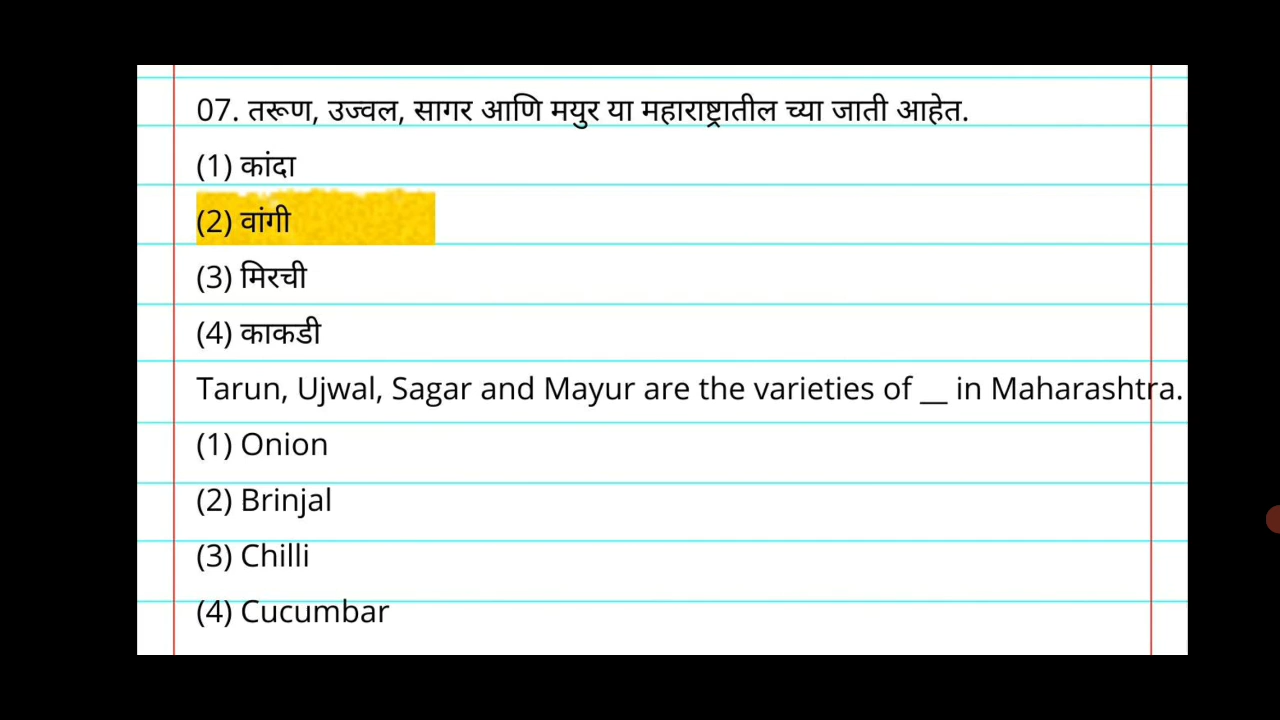 07. तरूण, उज्वल, सागर आणि मयुर या महाराष्ट्रातील च्या जाती आहेत.
(1) कांदा
(2) वांगी
(3) मिरची
(4) काकडी
Tarun, Ujwal, Sagar and Mayur are the varieties of __ in Maharashtra.
(1) Onion
(2) Brinjal
(3) Chilli
(4) Cucumbar